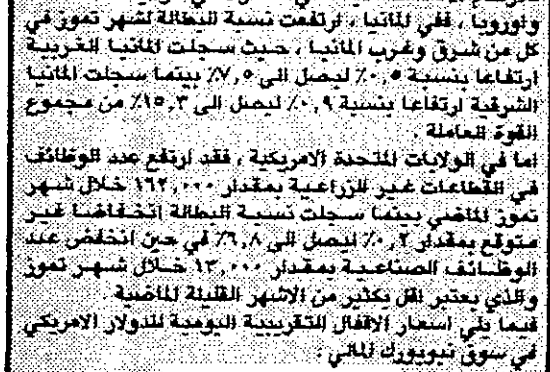 واوروبا ، ففي المانيا ، ارتفعت نسبة البطالة لشهر تموز في
كل من شرق وغرب المانيا ، حيث سجلت المانيا الغربية
ارتفاعا بنسبة ٠,٥٪ ليصل الى ٧,٥٪ بينما سجلت المانيا
الشرقية ارتفاعا بنسبة ٠,٩٪ ليصل الى ١٥,٣٪ من مجموع
القوة العاملة .
اما في الولايات المتحدة الامريكية ، فقد ارتفع عدد الوظائف
في القطاعات غير الزراعية بمقدار ١٦٢,٠٠٠ خلال شهر
تموز الماضي بينما سجلت نسبة البطالة انخفاضا غير
متوقع بمقدار ٠,٢٪ لتصل الى ٦,٨٪ في حين انخفض عدد
الوظائف الصناعية بمقدار ١٣,٠٠٠ خلال شهر تموز
والذي يعتبر اقل بكثير من الاشهر القليلة الماضية .
فيما يلي اسعار الاقفال التقريبية اليومية للدولار الامريكي
في سوق نيويورك المالي :